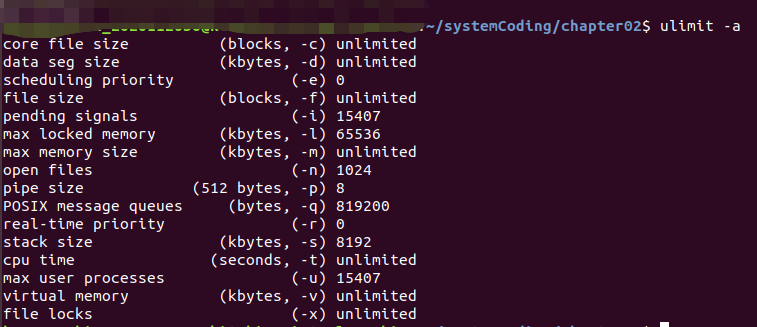 :~/systemCoding/chapter02$ ulimit -a
core file size          (blocks, -c) unlimited
data seg size           (kbytes, -d) unlimited
scheduling priority             (-e) 0
file size               (blocks, -f) unlimited
pending signals                 (-i) 15407
max locked memory       (kbytes, -l) 65536
max memory size         (kbytes, -m) unlimited
open files                      (-n) 1024
pipe size            (512 bytes, -p) 8
POSIX message queues     (bytes, -q) 819200
real-time priority              (-r) 0
stack size              (kbytes, -s) 8192
cpu time               (seconds, -t) unlimited
max user processes              (-u) 15407
virtual memory          (kbytes, -v) unlimited
file locks                      (-x) unlimited